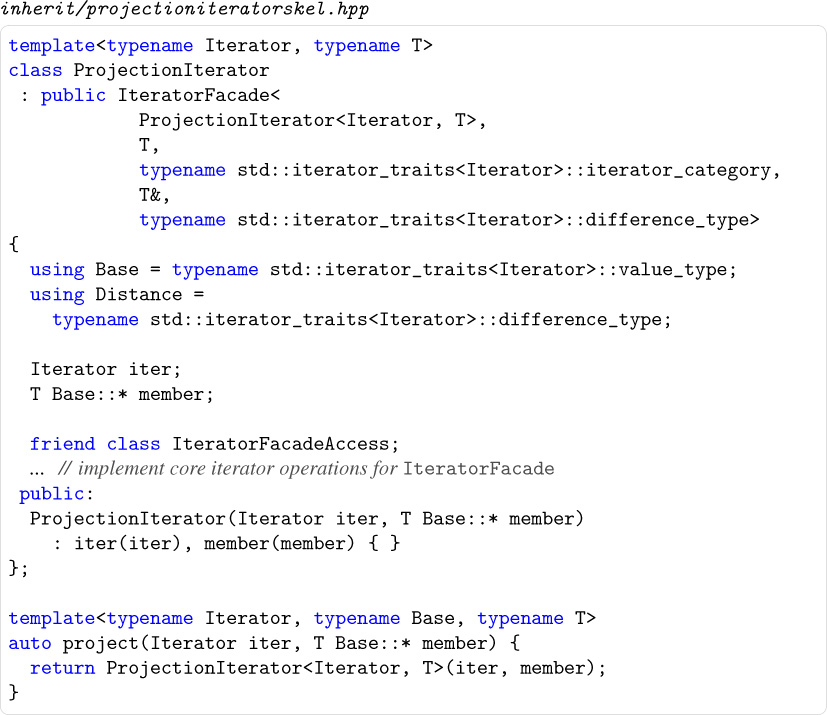 inherit/projectioniteratorskel.hpp
template<typename Iterator, typename T>
class ProjectionIterator
 : public IteratorFacade<
            ProjectionIterator<Iterator, T>,
            T,
            typename std::iterator_traits<Iterator>::iterator_category,
            T&,
            typename std::iterator_traits<Iterator>::difference_type>
{
  using Base = typename std::iterator_traits<Iterator>::value_type;
  using Distance =
    typename std::iterator_traits<Iterator>::difference_type;

  Iterator iter;
  T Base::* member;

  friend class IteratorFacadeAccess;
  ... // implement core iterator operations for IteratorFacade
 public:
  ProjectionIterator(Iterator iter, T Base::* member)
    : iter(iter), member(member) { }
};

template<typename Iterator, typename Base, typename T>
auto project(Iterator iter, T Base::* member) {
  return ProjectionIterator<Iterator, T>(iter, member);
}